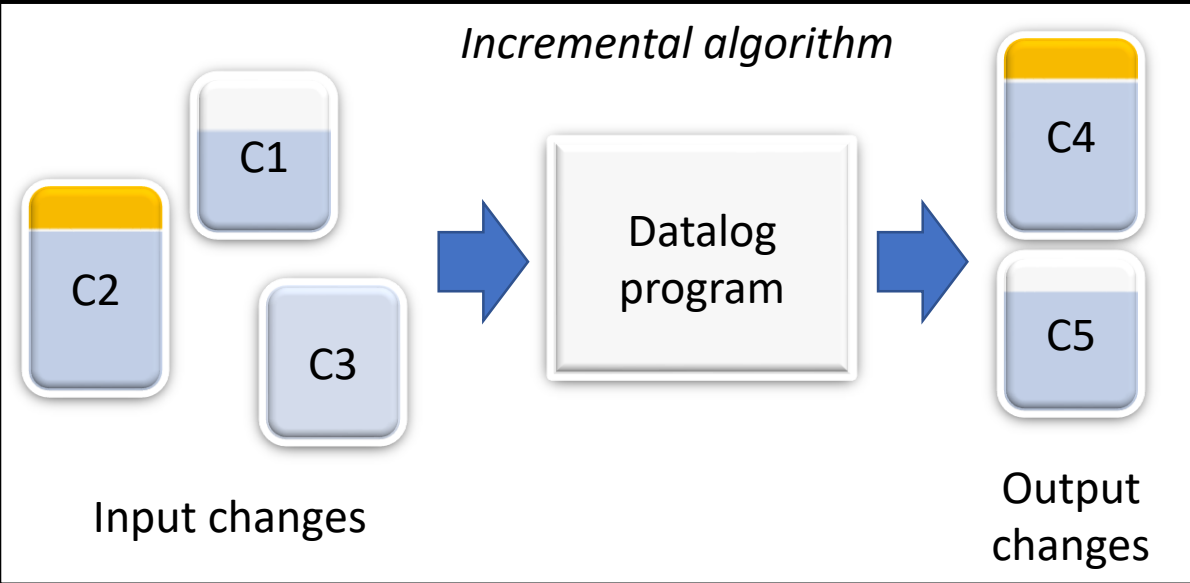 Incremental algorithm
C1
C2
C3
Datalog
program
C4
C5
Input changes
Output
changes